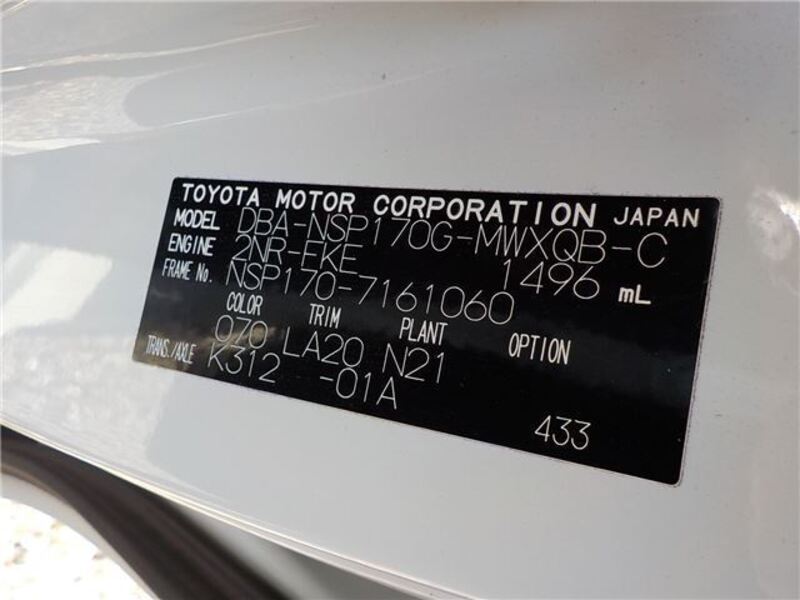 TOYOTA MOTOR CORPORATION JAPAN
MODEL DBA-NSP170G-MWXQB-C
ENGINE 2NR-FKE 1496 mL
FRAME No. NSP170-7161060
COLOR TRIM PLANT OPTION
070 LA20 N21
TRANS./AXLE K312 -01A
433